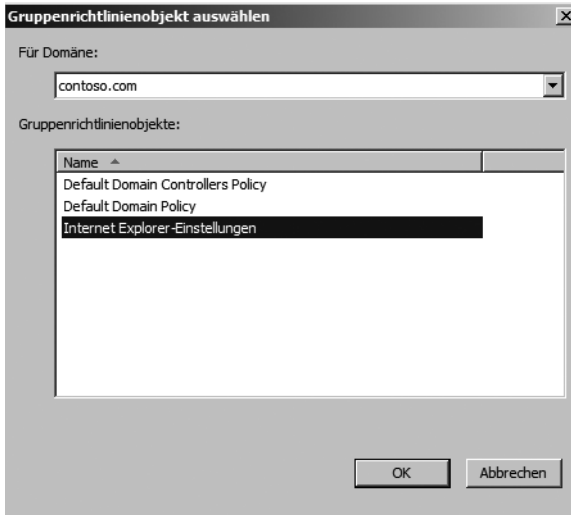 Gruppenrichtlinienobjekt auswählen
Für Domäne:
contoso.com
Gruppenrichtlinienobjekte:
Name
Default Domain Controllers Policy
Default Domain Policy
Internet Explorer-Einstellungen
OK Abbrechen